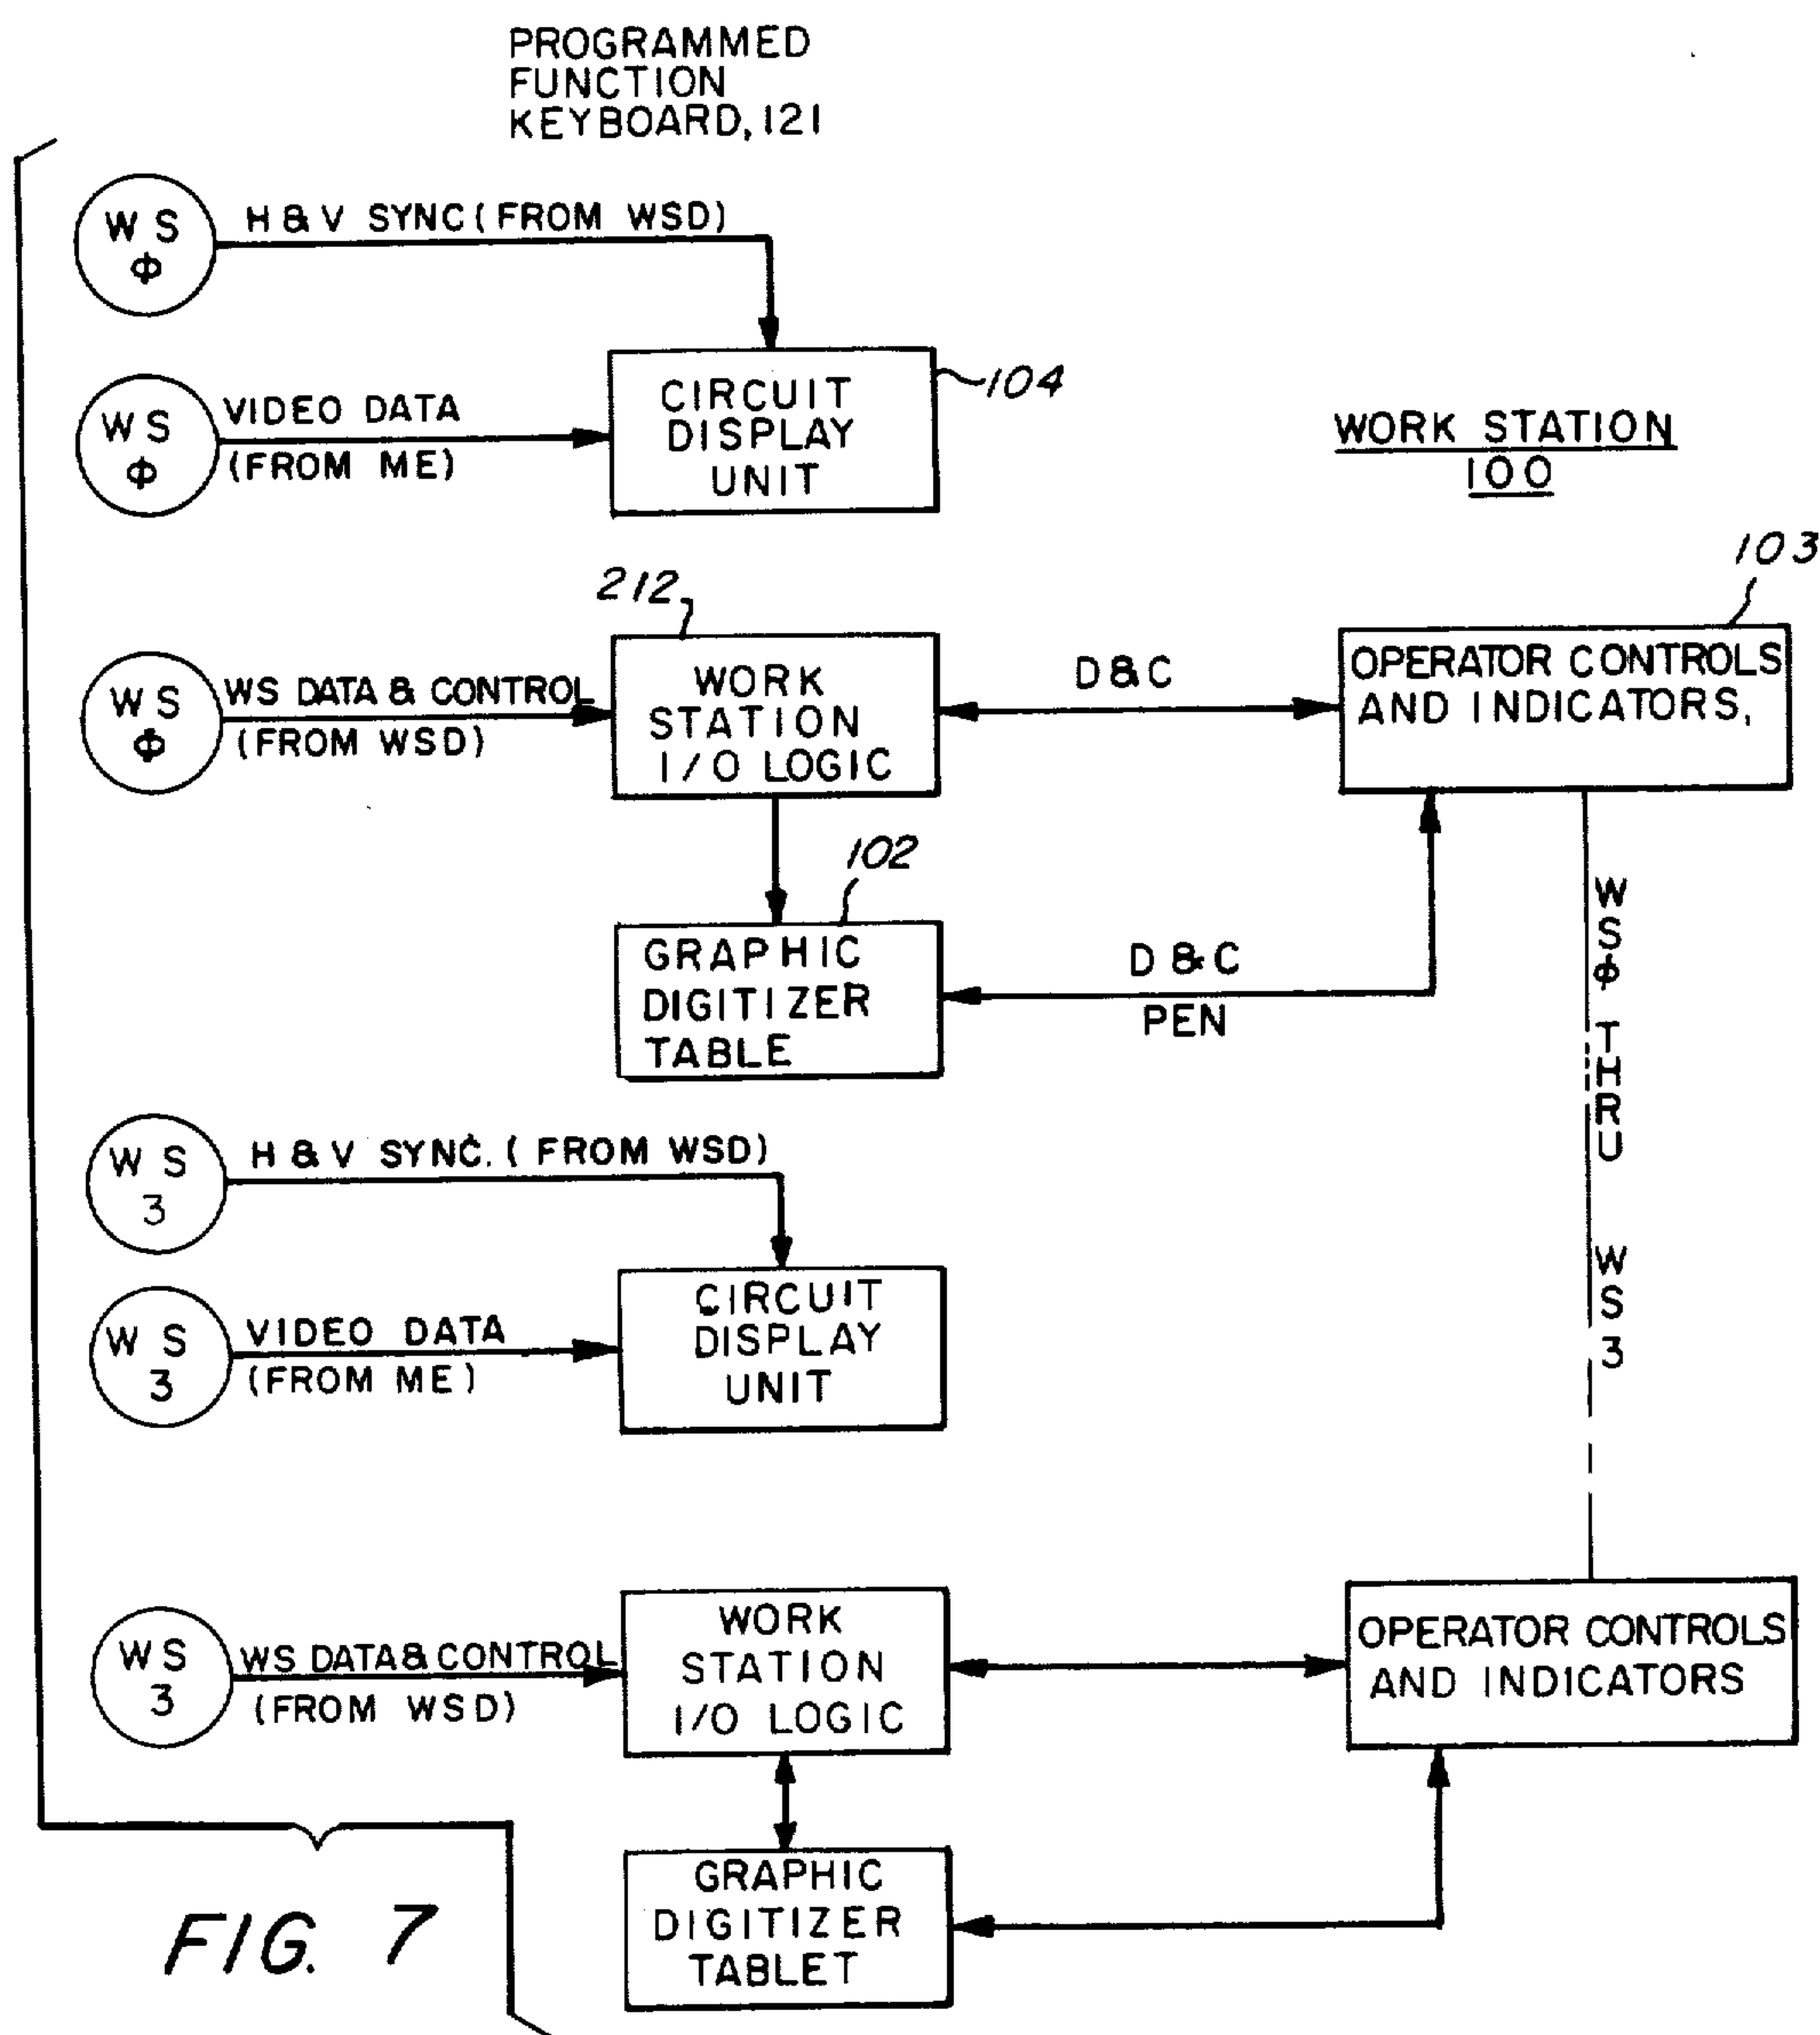 PROGRAMMED
FUNCTION
KEYBOARD, 121
WS
Φ
H & V SYNC (FROM WSD)
WS
Φ
VIDEO DATA
(FROM ME)
CIRCUIT
DISPLAY
UNIT
104
WORK STATION
100
212
103
WS
Φ
WS DATA & CONTROL
(FROM WSD)
WORK
STATION
I/O LOGIC
D & C
OPERATOR CONTROLS
AND INDICATORS,
102
GRAPHIC
DIGITIZER
TABLE
D & C
PEN
WSΦ THRU WS3
WS
3
H & V SYNC. (FROM WSD)
WS
3
VIDEO DATA
(FROM ME)
CIRCUIT
DISPLAY
UNIT
WS
3
WS DATA & CONTROL
(FROM WSD)
WORK
STATION
I/O LOGIC
OPERATOR CONTROLS
AND INDICATORS
GRAPHIC
DIGITIZER
TABLET
FIG. 7